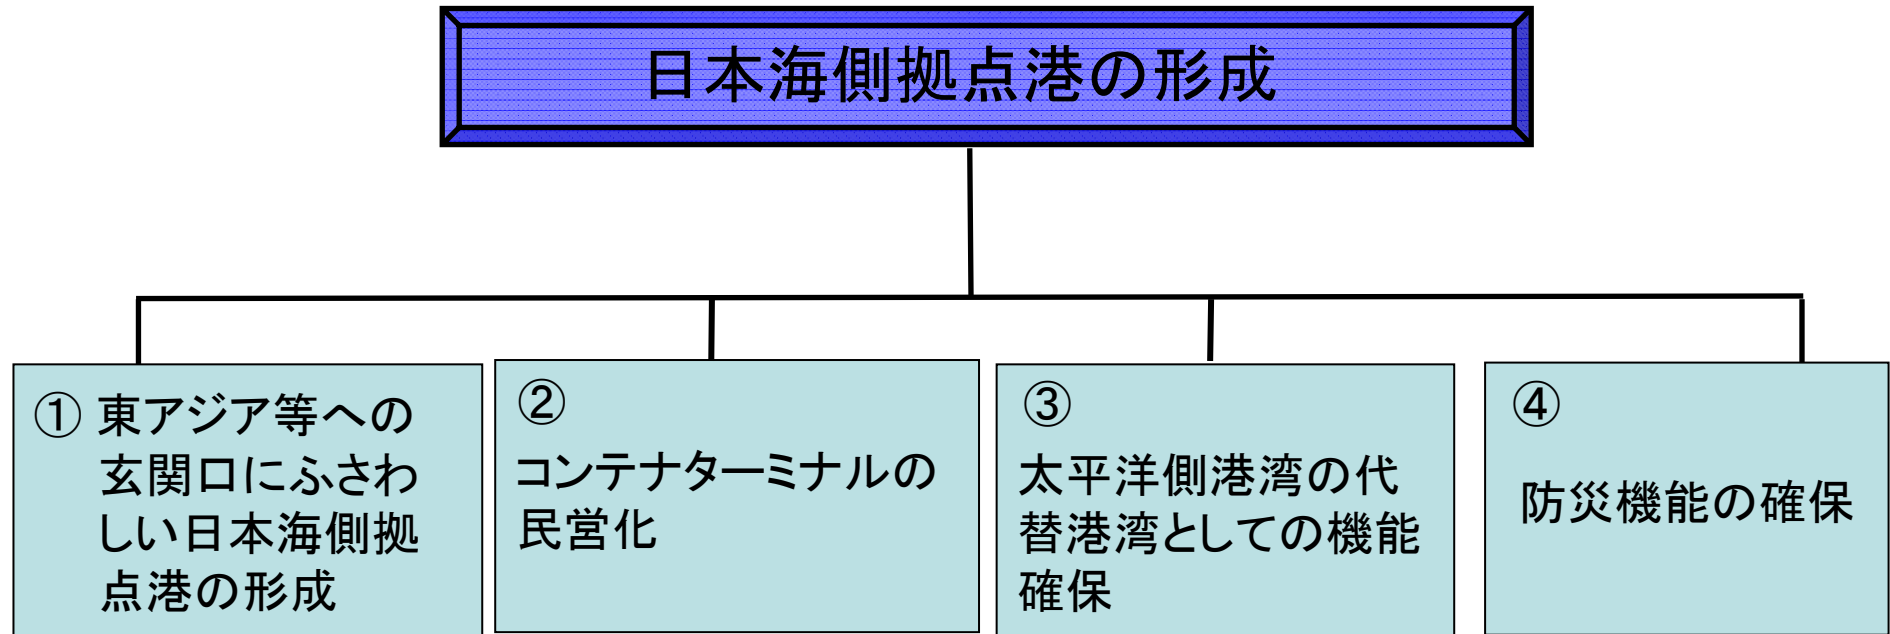 日本海側拠点港の形成
① 東アジア等への
玄関口にふさわ
しい日本海側拠
点港の形成
②
コンテナターミナルの
民営化
③
太平洋側港湾の代
替港湾としての機能
確保
④
防災機能の確保